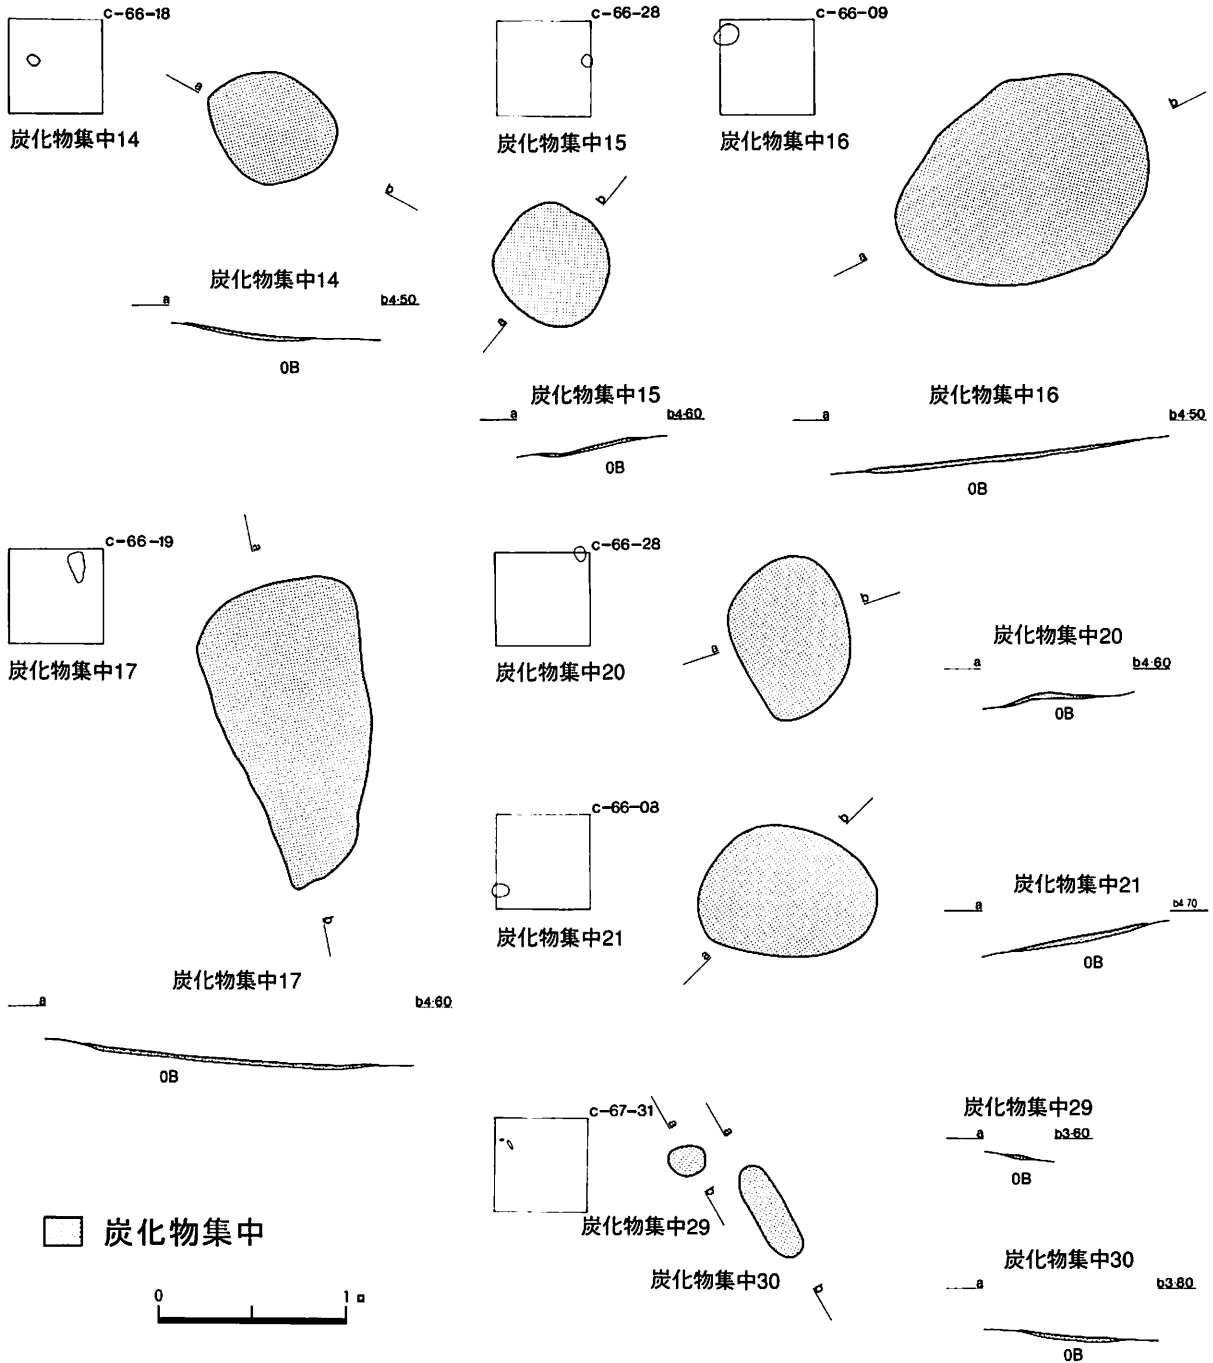 c-66-18
炭化物集中14
a
b
炭化物集中14
a
b4·50
0B
c-66-28
炭化物集中15
a
b
炭化物集中15
a
b4·60
0B
c-66-09
炭化物集中16
a
b
炭化物集中16
a
b4·50
0B
c-66-19
炭化物集中17
a
b
炭化物集中17
a
b4·60
0B
c-66-28
炭化物集中20
a
b
炭化物集中20
a
b4·60
0B
c-66-08
炭化物集中21
a
b
炭化物集中21
a
b4 70
0B
c-67-31
a
b
炭化物集中29
a
b
炭化物集中30
炭化物集中29
a
b3·60
0B
炭化物集中30
a
b3·80
0B
炭化物集中
0
1 m